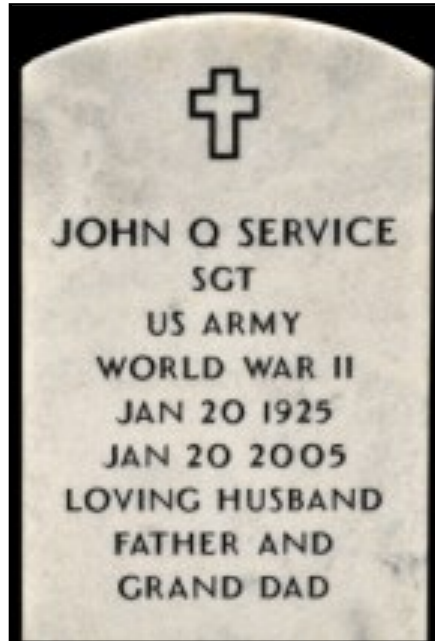 JOHN Q SERVICE
SGT
US ARMY
WORLD WAR II
JAN 20 1925
JAN 20 2005
LOVING HUSBAND
FATHER AND
GRAND DAD